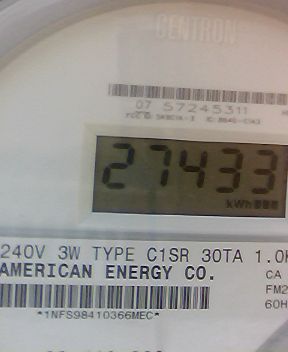 CENTRON
07 57245311
27433
kWh
240V 3W TYPE C1SR 30TA 1.0K
AMERICAN ENERGY CO.
CA
FM2
60H
*1NFS98410366MEC*